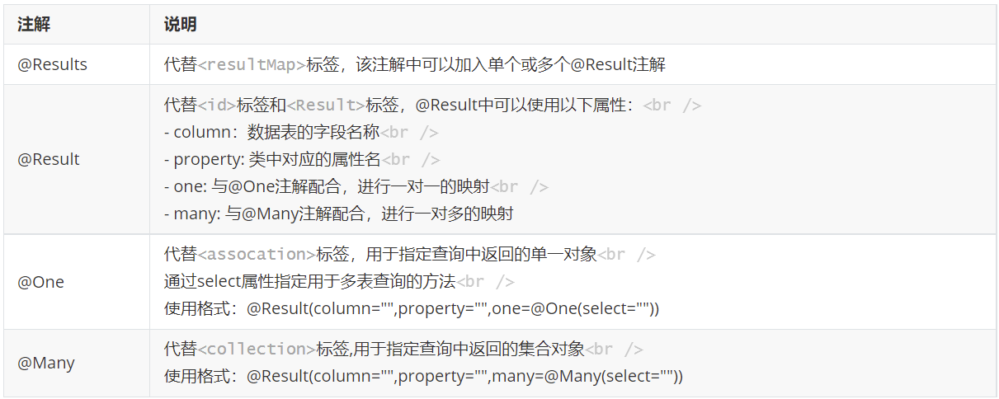 注解 说明
@Results 代替<resultMap>标签，该注解中可以加入单个或多个@Result注解
代替<id>标签和<Result>标签，@Result中可以使用以下属性：<br />
- column：数据表的字段名称<br />
@Result - property: 类中对应的属性名<br />
- one: 与@One注解配合，进行一对一的映射<br />
- many: 与@Many注解配合，进行一对多的映射
代替<assocation>标签，用于指定查询中返回的单一对象<br />
@One 通过select属性指定用于多表查询的方法<br />
使用格式：@Result(column="",property="",one=@One(select=""))
@Many 代替<collection>标签,用于指定查询中返回的集合对象<br />
使用格式：@Result(column="",property="",many=@Many(select=""))